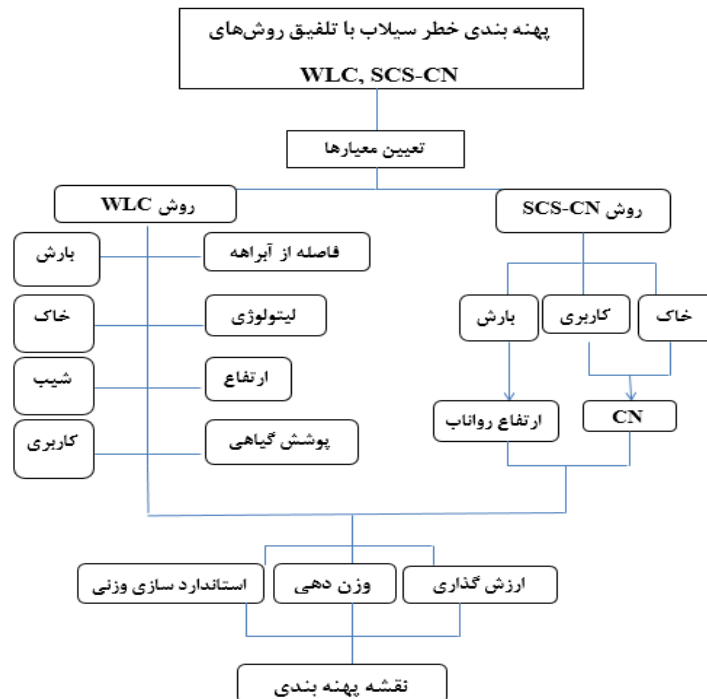 پهنه بندی خطر سیلاب با تلفیق روش‌های
WLC, SCS-CN
تعیین معیارها
روش SCS-CN
روش WLC
خاک
کاربری
بارش
CN
ارتفاع رواناب
فاصله از آبراهه
بارش
لیتولوژی
خاک
ارتفاع
شیب
پوشش گیاهی
کاربری
ارزش گذاری
وزن دهی
استاندارد سازی وزنی
نقشه پهنه بندی